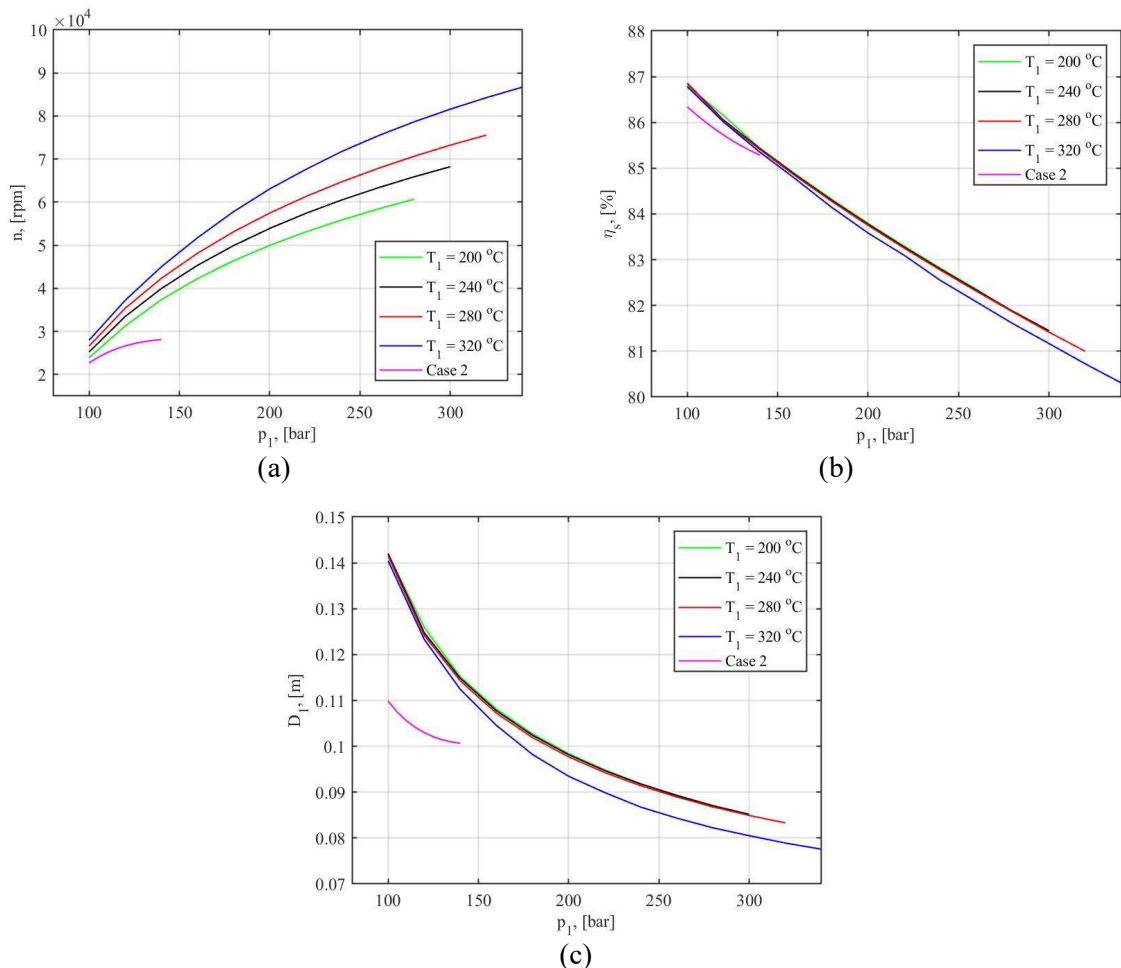 ×10⁴
10
9
8
7
6
5
4
3
2
n, [rpm]
100
150
200
250
300
p₁, [bar]
T₁ = 200 °C
T₁ = 240 °C
T₁ = 280 °C
T₁ = 320 °C
Case 2
(a)
88
87
86
85
84
83
82
81
80
ηₛ, [%]
100
150
200
250
300
p₁, [bar]
T₁ = 200 °C
T₁ = 240 °C
T₁ = 280 °C
T₁ = 320 °C
Case 2
(b)
0.15
0.14
0.13
0.12
0.11
0.1
0.09
0.08
0.07
D₁, [m]
100
150
200
250
300
p₁, [bar]
T₁ = 200 °C
T₁ = 240 °C
T₁ = 280 °C
T₁ = 320 °C
Case 2
(c)